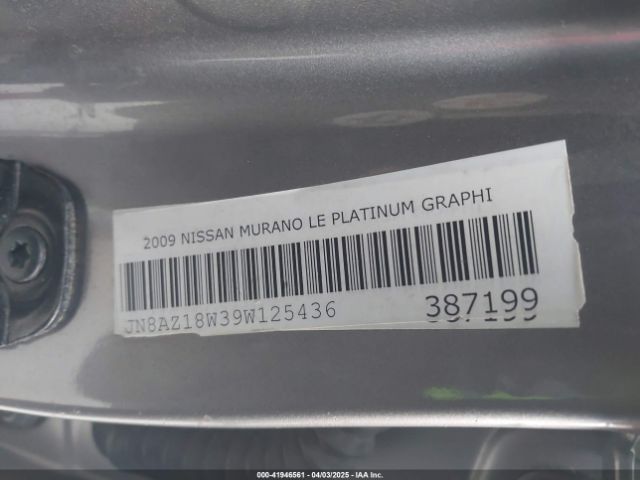 2009 NISSAN MURANO LE PLATINUM GRAPHI
JN8AZ18W39W125436
387199
000-41946561 - 04/03/2025 - IAA Inc.